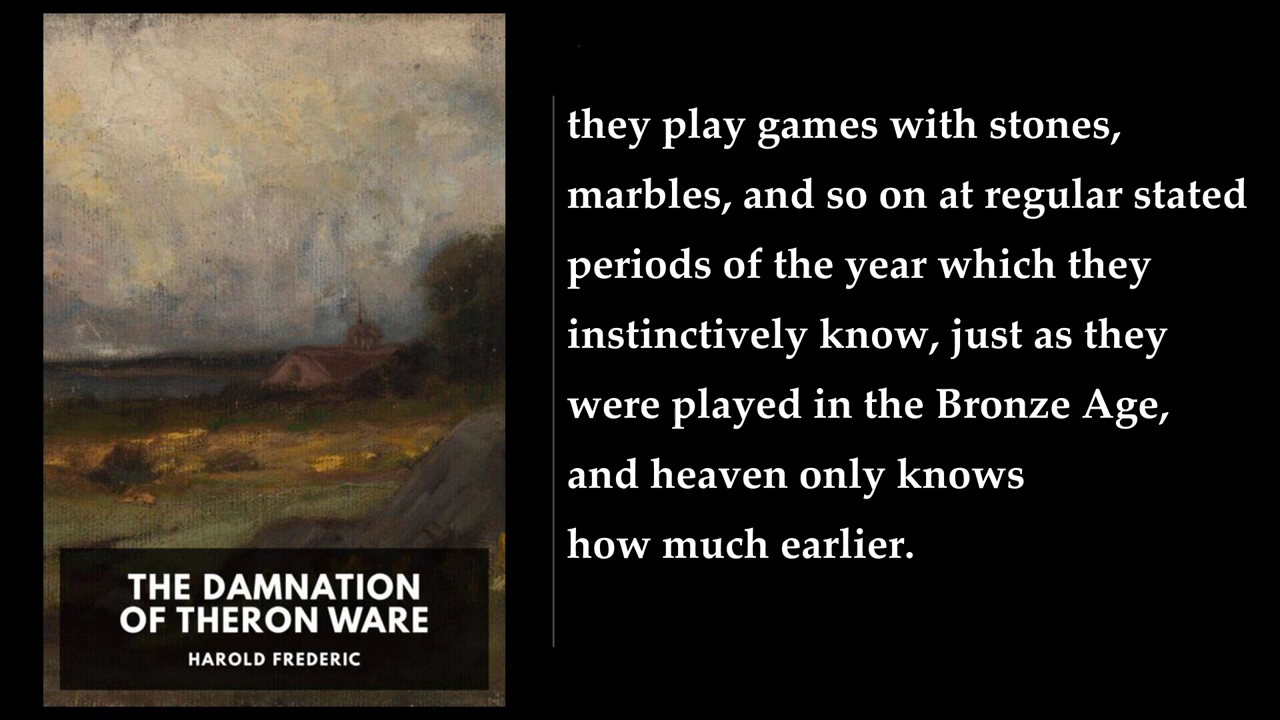 they play games with stones,
marbles, and so on at regular stated
periods of the year which they
instinctively know, just as they
were played in the Bronze Age,
and heaven only knows
how much earlier.
THE DAMNATION
OF THERON WARE
HAROLD FREDERIC